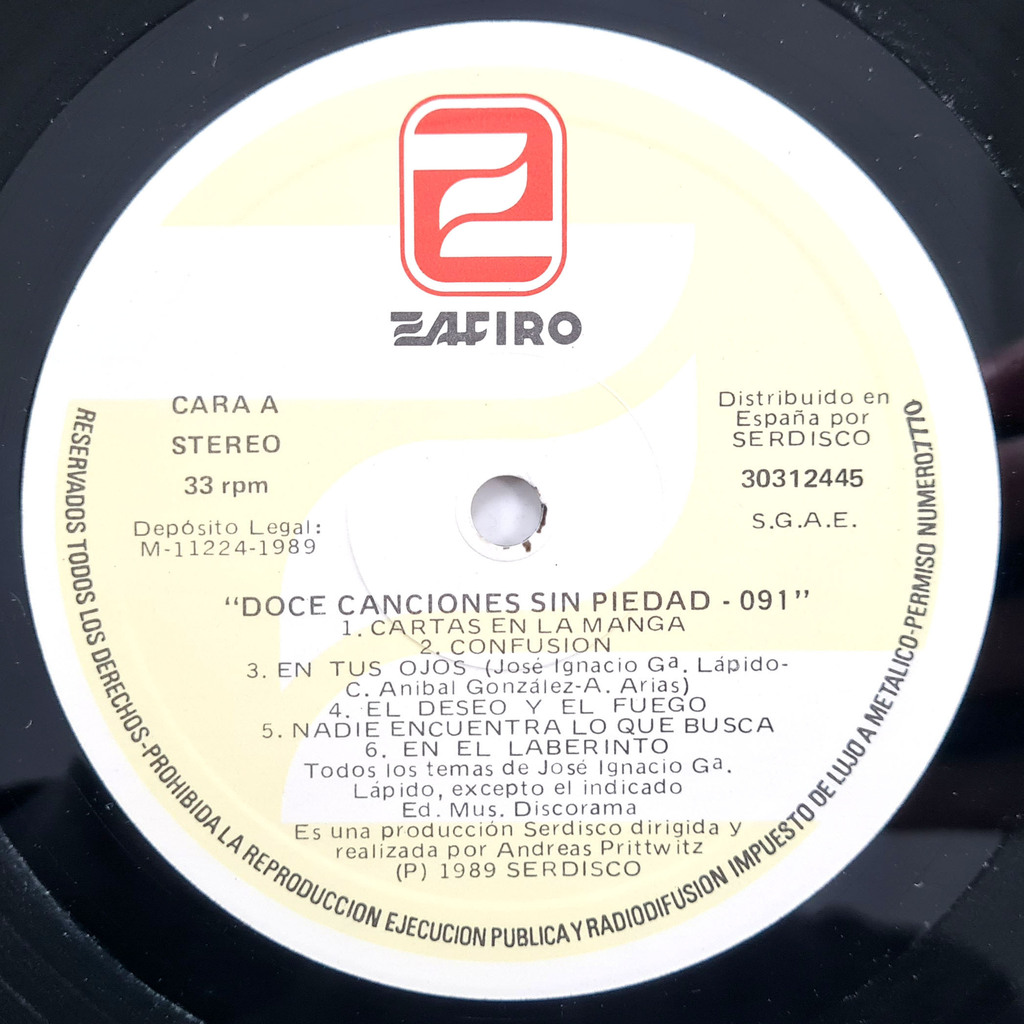 ZAFIRO
CARA A
STEREO
33 rpm
Depósito Legal:
M-11224-1989
Distribuido en
España por
SERDISCO
30312445
S.G.A.E.
"DOCE CANCIONES SIN PIEDAD - 091"
1. CARTAS EN LA MANGA
2. CONFUSION
3. EN TUS OJOS (José Ignacio Gª. Lápido-
C. Anibal González-A. Arias)
4. EL DESEO Y EL FUEGO
5. NADIE ENCUENTRA LO QUE BUSCA
6. EN EL LABERINTO
Todos los temas de José Ignacio Gª.
Lápido, excepto el indicado
Ed. Mus. Discorama
Es una producción Serdisco dirigida y
realizada por Andreas Prittwitz
(P) 1989 SERDISCO
RESERVADOS TODOS LOS DERECHOS-PROHIBIDA LA REPRODUCCION EJECUCION PUBLICA Y RADIODIFUSION IMPUESTO DE LUJO A METALICO-PERMISO NUMERO:7770